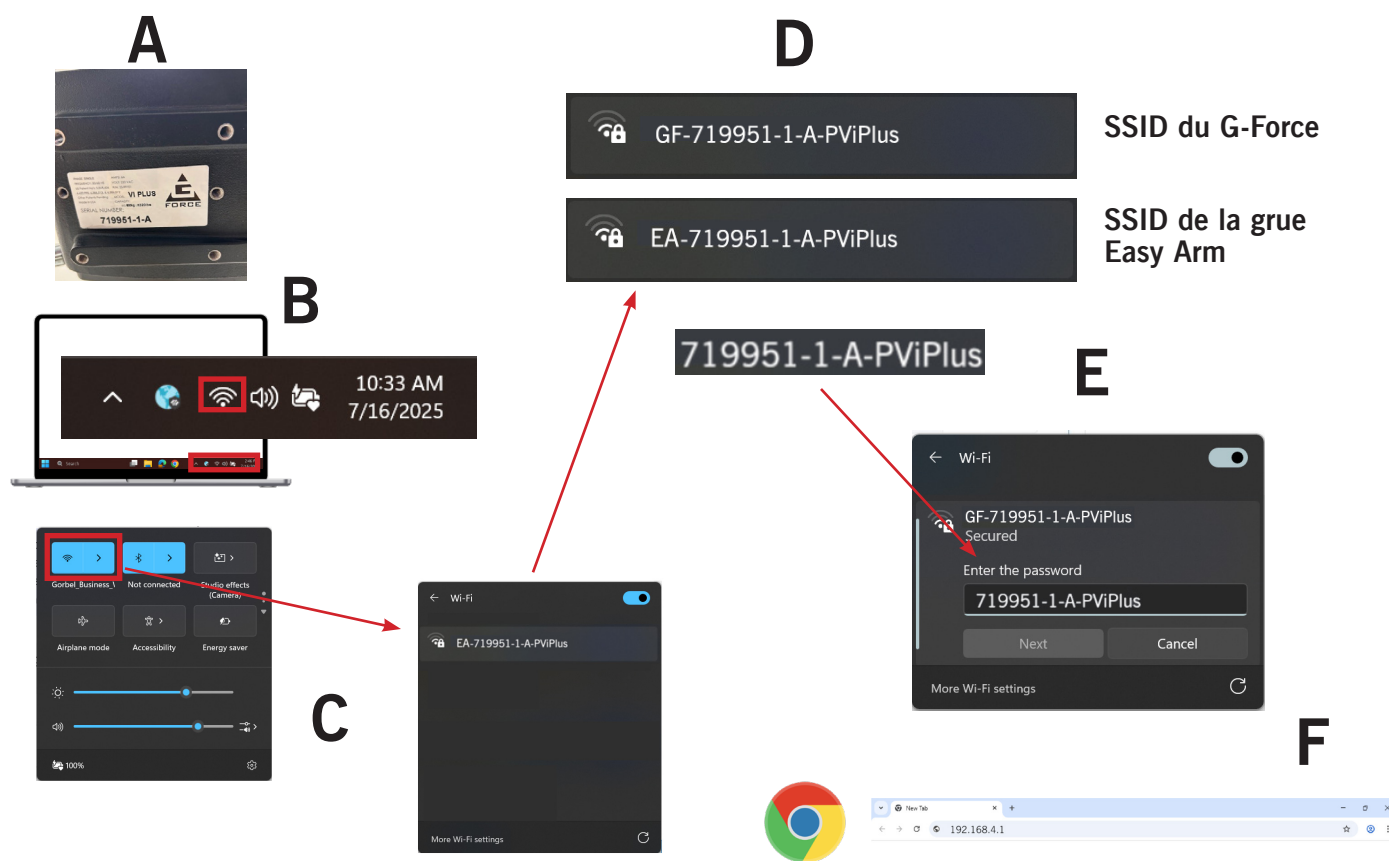 A
VI PLUS
FORCE
SERIAL NUMBER:
719951-1-A
B
10:33 AM
7/16/2025
Search
C
Gorbel_Business_\
Not connected
Studio effects
(Camera)
Airplane mode
Accessibility
Energy saver
100%
Wi-Fi
EA-719951-1-A-PViPlus
More Wi-Fi settings
D
GF-719951-1-A-PViPlus
SSID du G-Force
EA-719951-1-A-PViPlus
SSID de la grue
Easy Arm
719951-1-A-PViPlus
E
Wi-Fi
GF-719951-1-A-PViPlus
Secured
Enter the password
719951-1-A-PViPlus
Next
Cancel
More Wi-Fi settings
F
New Tab
192.168.4.1